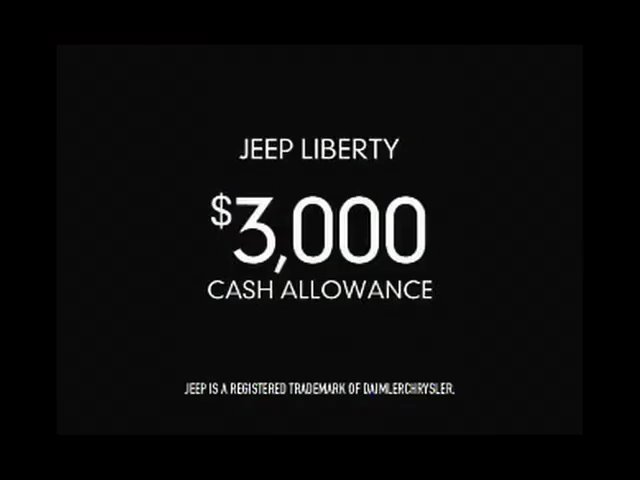 JEEP LIBERTY
$3,000
CASH ALLOWANCE
JEEP IS A REGISTERED TRADEMARK OF DAIMLERCHRYSLER.